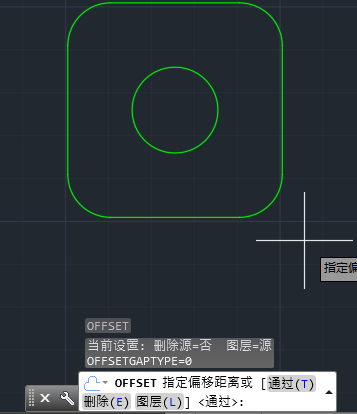 指定偏
OFFSET
当前设置: 删除源=否 图层=源
OFFSETGAPTYPE=0
OFFSET 指定偏移距离或 [通过(T)
删除(E) 图层(L)] <通过>: